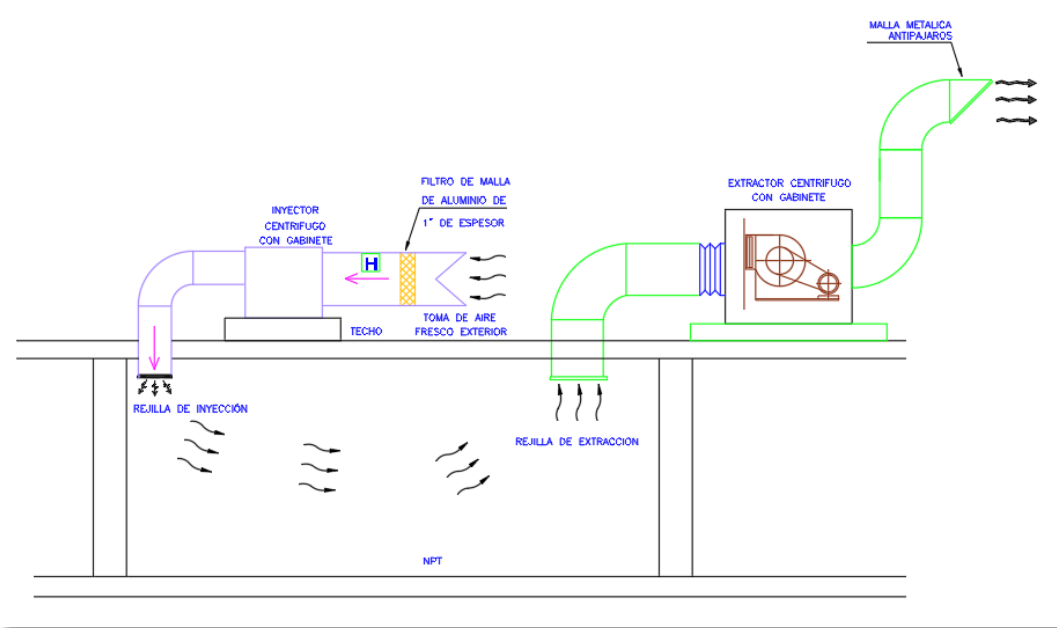 MALLA METALICA
ANTIPAJAROS
FILTRO DE MALLA
DE ALUMINIO DE
1" DE ESPESOR
EXTRACTOR CENTRIFUGO
CON GABINETE
INYECTOR
CENTRIFUGO
CON GABINETE
H
TOMA DE AIRE
FRESCO EXTERIOR
TECHO
REJILLA DE INYECCIÓN
REJILLA DE EXTRACCION
NPT